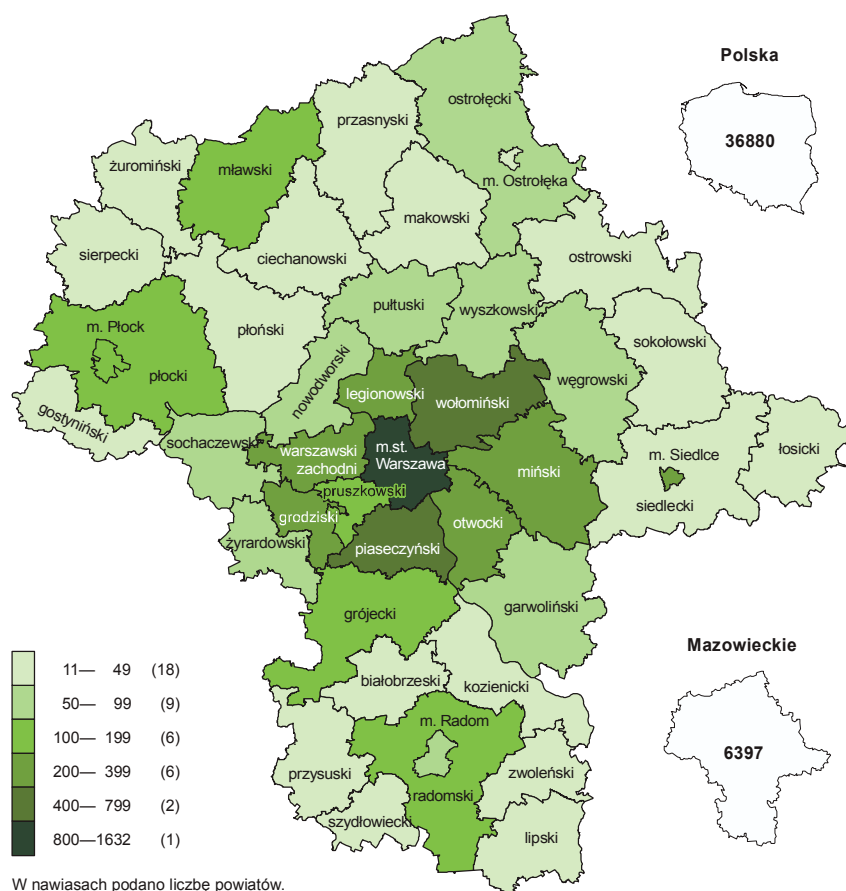 Polska
36880
ostrołęcki
przasnyski
żuromiński
mławski
m. Ostrołęka
makowski
sierpecki
ciechanowski
ostrowski
pułtuski
wyszkowski
m. Płock
płoński
sokołowski
płocki
nowodworski
legionowski
wołomiński
węgrowski
gostyniński
sochaczewski
warszawski
zachodni
m.st.
Warszawa
miński
m. Siedlce
łosicki
siedlecki
pruszkowski
grodziski
otwocki
żyrardowski
piaseczyński
garwoliński
grójecki
Mazowieckie
6397
białobrzeski
kozienicki
m. Radom
przysuski
zwoleński
radomski
szydłowiecki
lipski
11— 49 (18)
50— 99 (9)
100— 199 (6)
200— 399 (6)
400— 799 (2)
800—1632 (1)
W nawiasach podano liczbę powiatów.